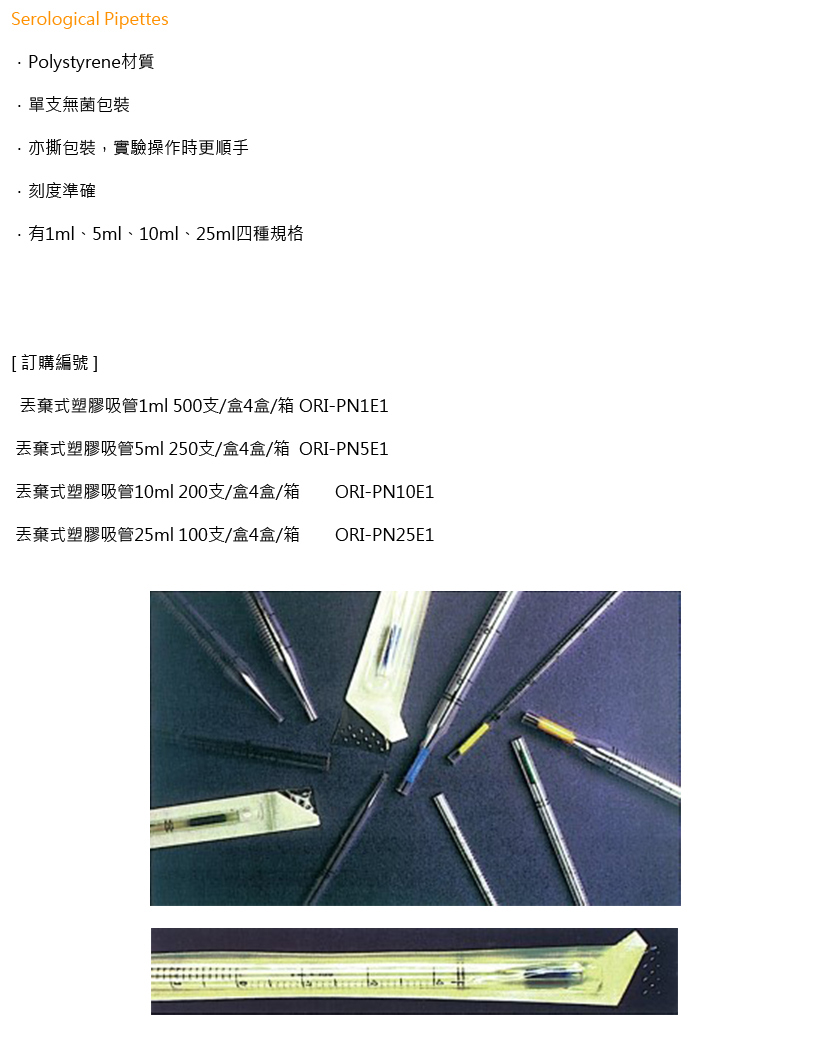 Serological Pipettes
．Polystyrene材質
．單支無菌包裝
．亦撕包裝，實驗操作時更順手
．刻度準確
．有1ml、5ml、10ml、25ml四種規格
[ 訂購編號 ]
丟棄式塑膠吸管1ml 500支/盒4盒/箱 ORI-PN1E1
丟棄式塑膠吸管5ml 250支/盒4盒/箱 ORI-PN5E1
丟棄式塑膠吸管10ml 200支/盒4盒/箱 ORI-PN10E1
丟棄式塑膠吸管25ml 100支/盒4盒/箱 ORI-PN25E1